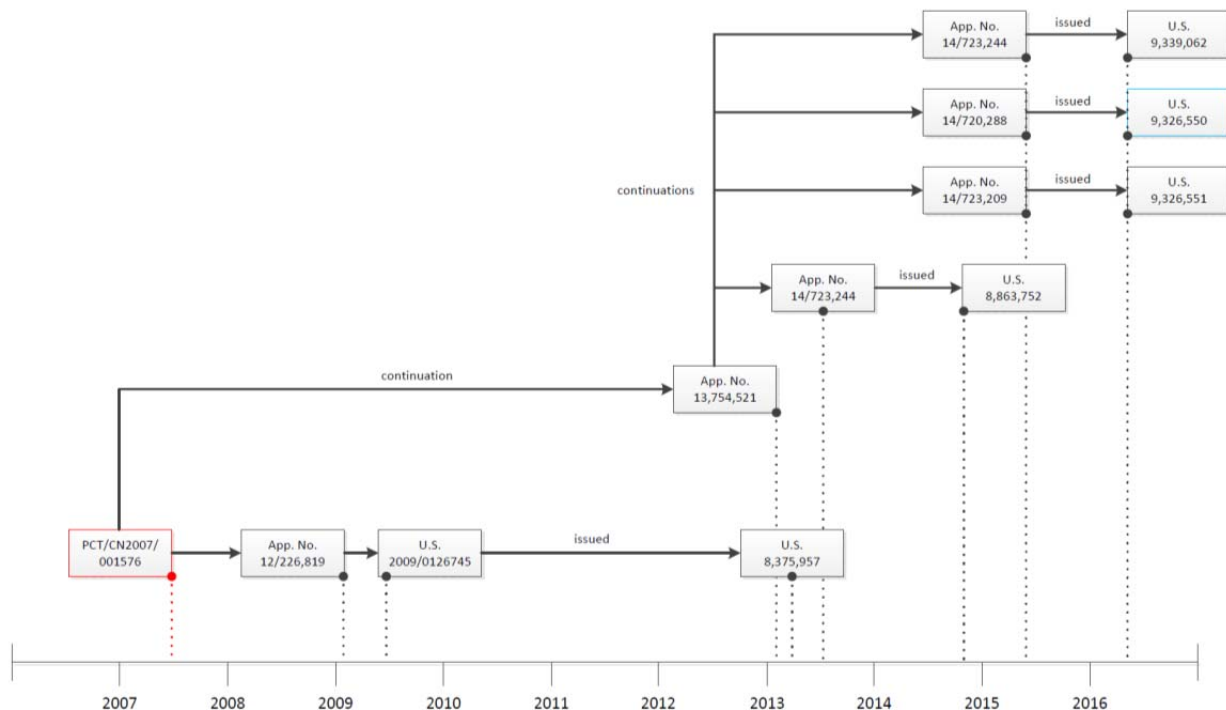 App. No.
14/723,244
issued
U.S.
9,339,062
App. No.
14/720,288
issued
U.S.
9,326,550
continuations
App. No.
14/723,209
issued
U.S.
9,326,551
App. No.
14/723,244
issued
U.S.
8,863,752
continuation
App. No.
13,754,521
PCT/CN2007/
001576
App. No.
12/226,819
U.S.
2009/0126745
issued
U.S.
8,375,957
2007 2008 2009 2010 2011 2012 2013 2014 2015 2016